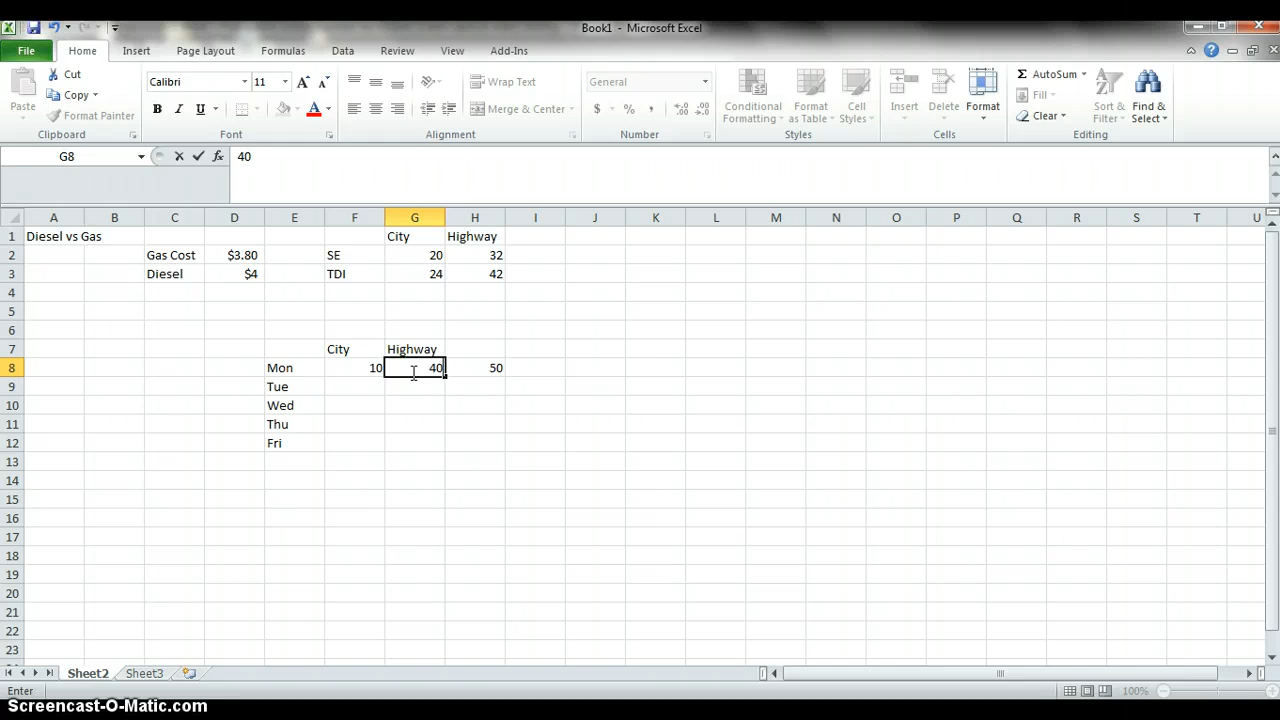 Book1 - Microsoft Excel
File Home Insert Page Layout Formulas Data Review View Add-Ins
Paste
Cut
Copy
Format Painter
Clipboard
Calibri 11
B I U
Font
Wrap Text
Merge & Center
Alignment
General
$ % ,
Number
Conditional Formatting
Format as Table
Cell Styles
Styles
Insert
Delete
Format
Cells
AutoSum
Fill
Clear
Sort & Filter
Find & Select
Editing
G8 fx 40
A B C D E F G H I J K L M N O P Q R S T U
1 Diesel vs Gas City Highway
2 Gas Cost $3.80 SE 20 32
3 Diesel $4 TDI 24 42
4
5
6
7 City Highway
8 Mon 10 40 50
9 Tue
10 Wed
11 Thu
12 Fri
13
14
15
16
17
18
19
20
21
22
23
Sheet2 Sheet3
Enter 100%
Screencast-O-Matic.com